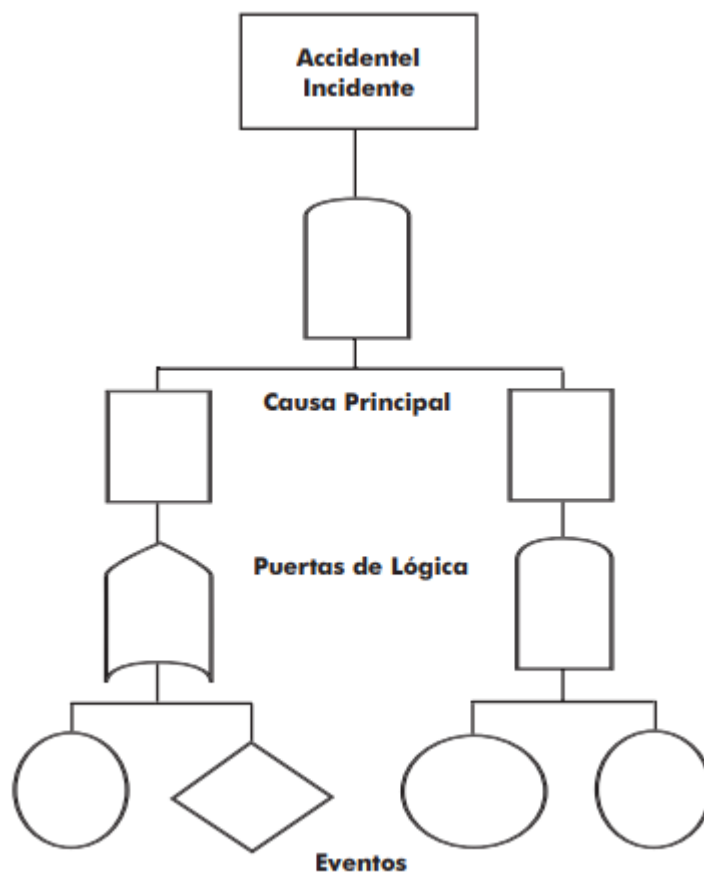 Accidentel
Incidente
Causa Principal
Puertas de Lógica
Eventos